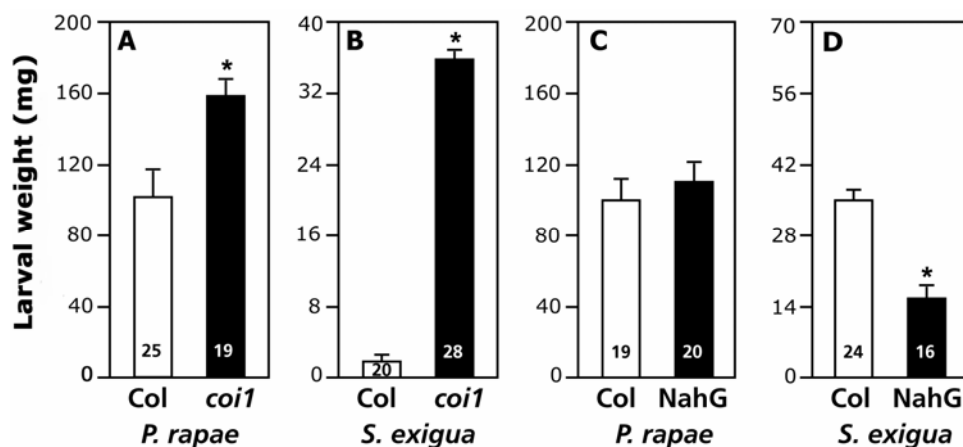 Larval weight (mg)
A
200
160
120
80
40
0
*
25
19
Col coi1
P. rapae
B
40
32
24
16
8
0
*
20
28
Col coi1
S. exigua
C
200
160
120
80
40
0
19
20
Col NahG
P. rapae
D
70
56
42
28
14
0
*
24
16
Col NahG
S. exigua